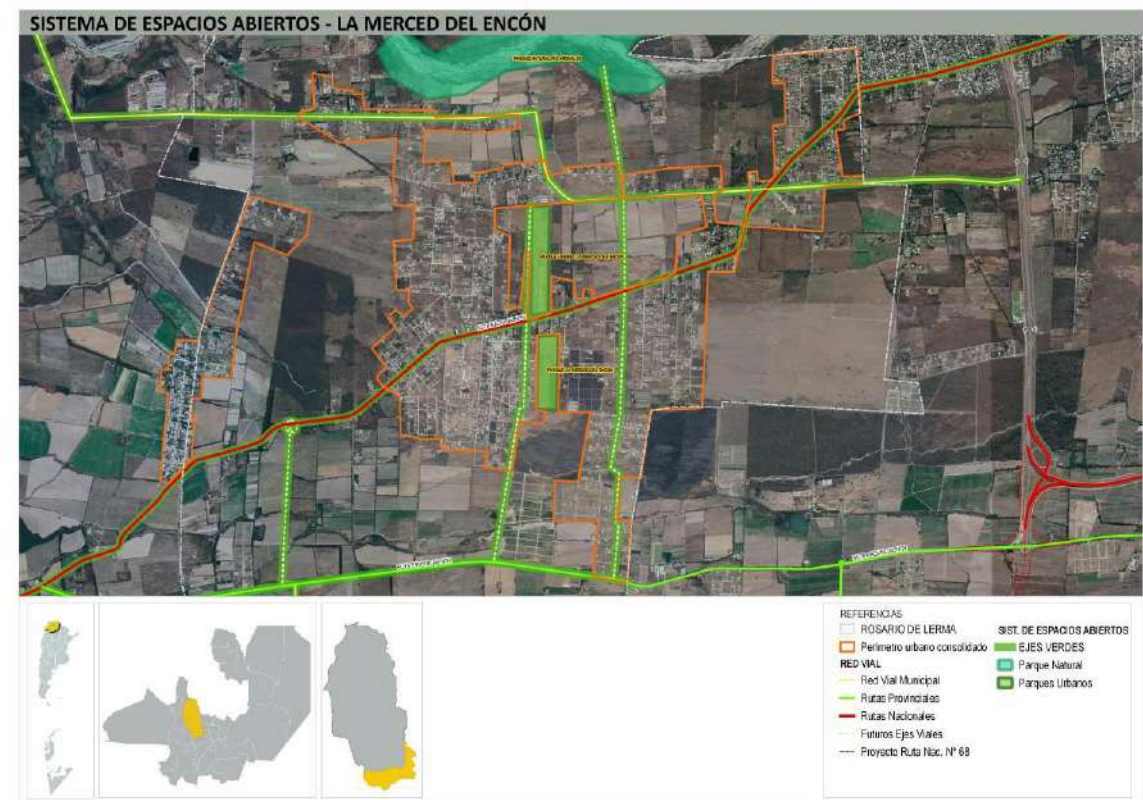 SISTEMA DE ESPACIOS ABIERTOS - LA MERCED DEL ENCÓN
REFERENCIAS
ROSARIO DE LERMA
Perimetro urbano consolidado
RED VIAL
Red Vial Municipal
Rutas Provinciales
Rutas Nacionales
Futuros Ejes Viales
Proyecto Ruta Nac. N° 68
SIST. DE ESPACIOS ABIERTOS
EJES VERDES
Parque Natural
Parques Urbanos